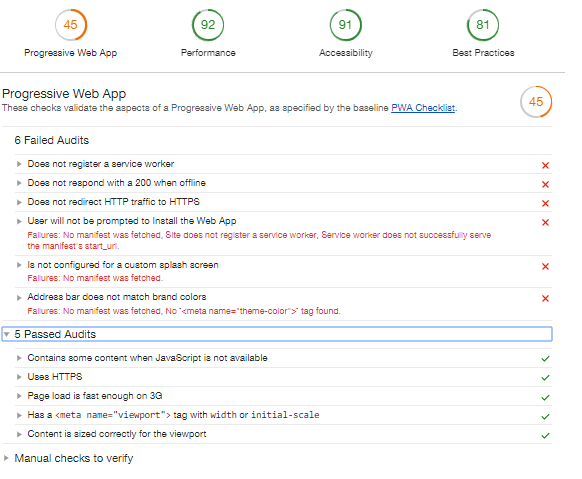 45 92 91 81
Progressive Web App Performance Accessibility Best Practices
Progressive Web App
These checks validate the aspects of a Progressive Web App, as specified by the baseline PWA Checklist.
45
6 Failed Audits
Does not register a service worker
Does not respond with a 200 when offline
Does not redirect HTTP traffic to HTTPS
User will not be prompted to Install the Web App
Failures: No manifest was fetched, Site does not register a service worker, Service worker does not successfully serve
the manifest's start_url.
Is not configured for a custom splash screen
Failures: No manifest was fetched.
Address bar does not match brand colors
Failures: No manifest was fetched, No `<meta name="theme-color">` tag found.
5 Passed Audits
Contains some content when JavaScript is not available
Uses HTTPS
Page load is fast enough on 3G
Has a <meta name="viewport"> tag with width or initial-scale
Content is sized correctly for the viewport
Manual checks to verify